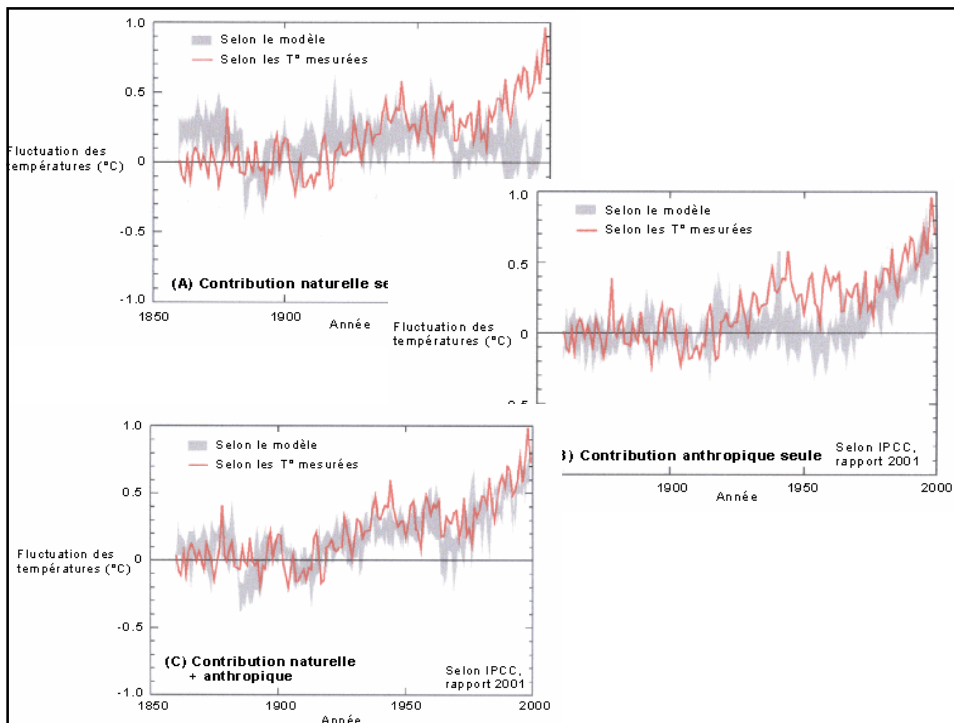 1.0
Selon le modèle
Selon les T° mesurées
0.5
Fluctuation des
températures (°C)
0
-0.5
(A) Contribution naturelle se
-1.0
1850
1900
Année
1.0
Selon le modèle
Selon les T° mesurées
0.5
Fluctuation des
températures (°C)
0
) Contribution anthropique seule
Selon IPCC,
rapport 2001
1900
1950
2000
Année
1.0
Selon le modèle
Selon les T° mesurées
0.5
Fluctuation des
températures (°C)
0
-0.5
(C) Contribution naturelle
+ anthropique
Selon IPCC,
rapport 2001
-1.0
1850
1900
1950
2000
Année